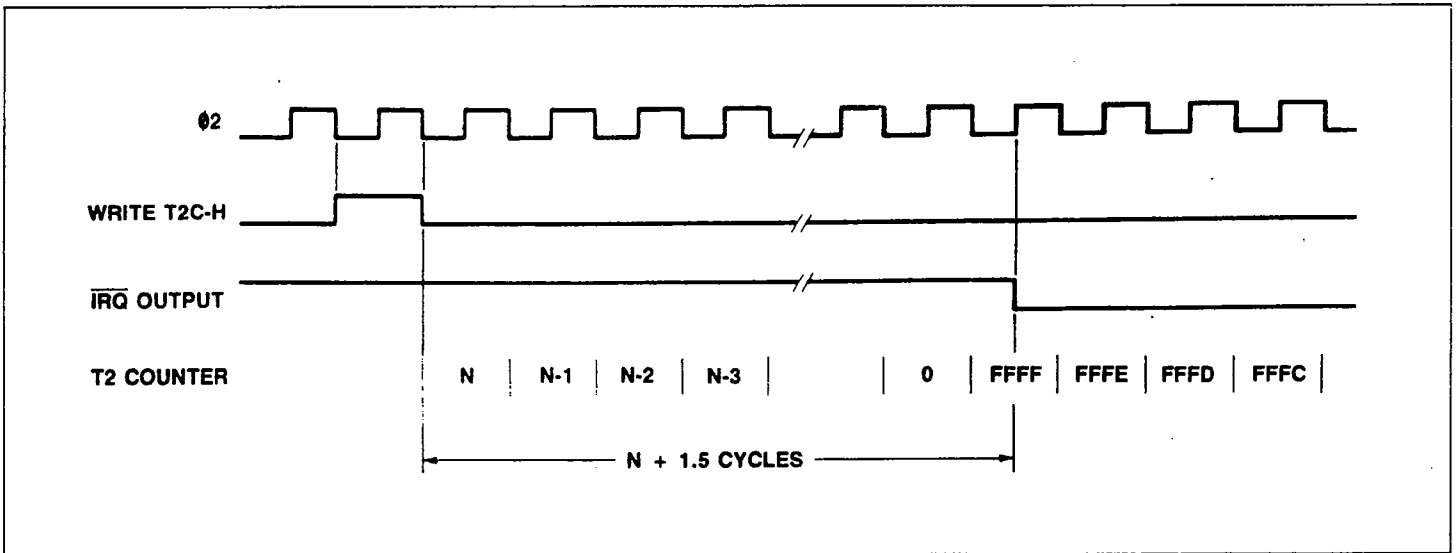 φ2
WRITE T2C-H
IRQ OUTPUT
T2 COUNTER N N-1 N-2 N-3 0 FFFF FFFE FFFD FFFC
N + 1.5 CYCLES